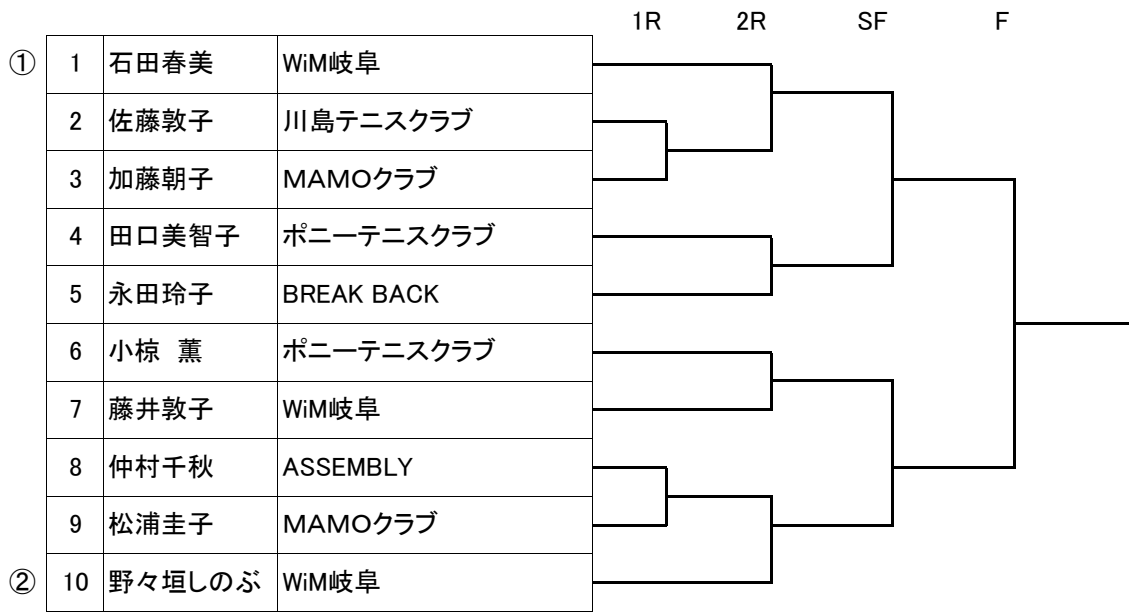 1R 2R SF F
① 1 石田春美 WiM岐阜
2 佐藤敦子 川島テニスクラブ
3 加藤朝子 MAMOクラブ
4 田口美智子 ポニーテニスクラブ
5 永田玲子 BREAK BACK
6 小椋　薫 ポニーテニスクラブ
7 藤井敦子 WiM岐阜
8 仲村千秋 ASSEMBLY
9 松浦圭子 MAMOクラブ
② 10 野々垣しのぶ WiM岐阜